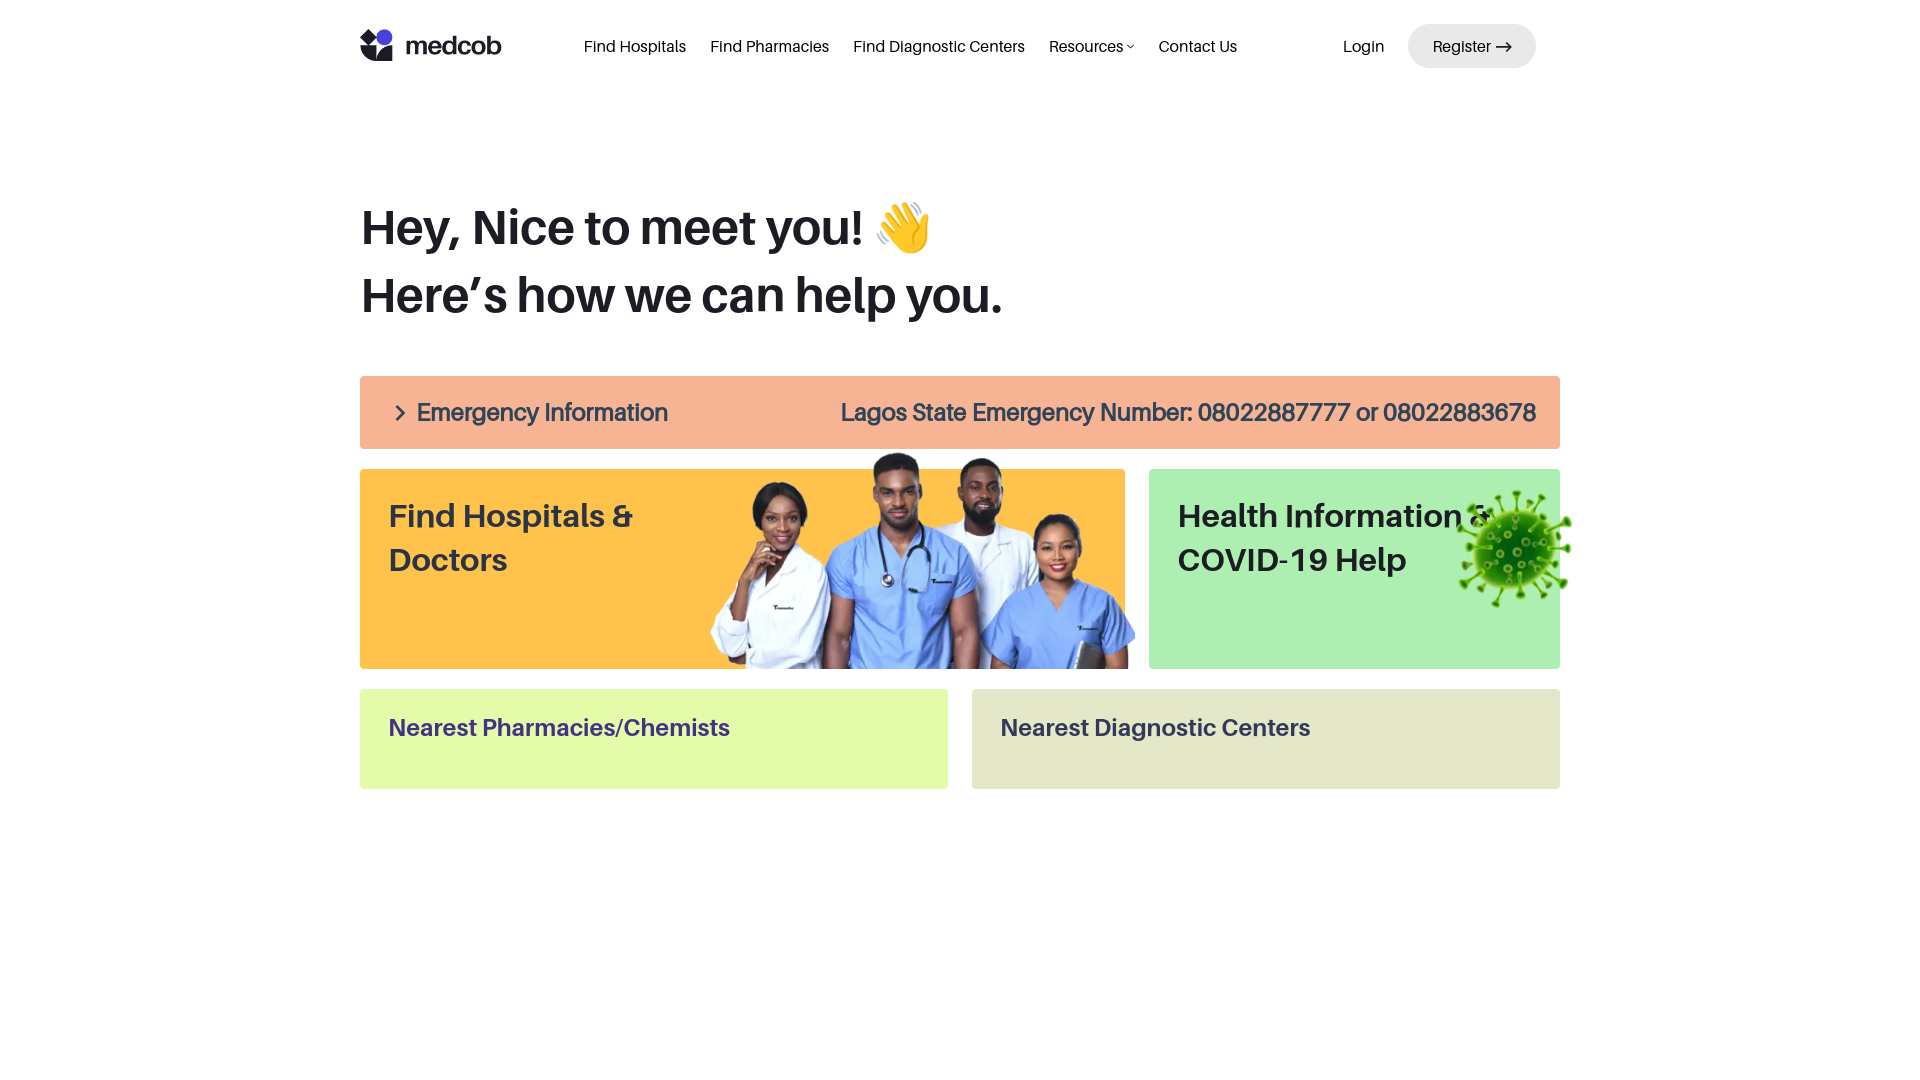 medcob
Find Hospitals
Find Pharmacies
Find Diagnostic Centers
Resources
Contact Us
Login
Register
Hey, Nice to meet you! 👋
Here’s how we can help you.
Emergency Information
Lagos State Emergency Number: 08022887777 or 08022883678
Find Hospitals &
Doctors
Health Information &
COVID-19 Help
Nearest Pharmacies/Chemists
Nearest Diagnostic Centers